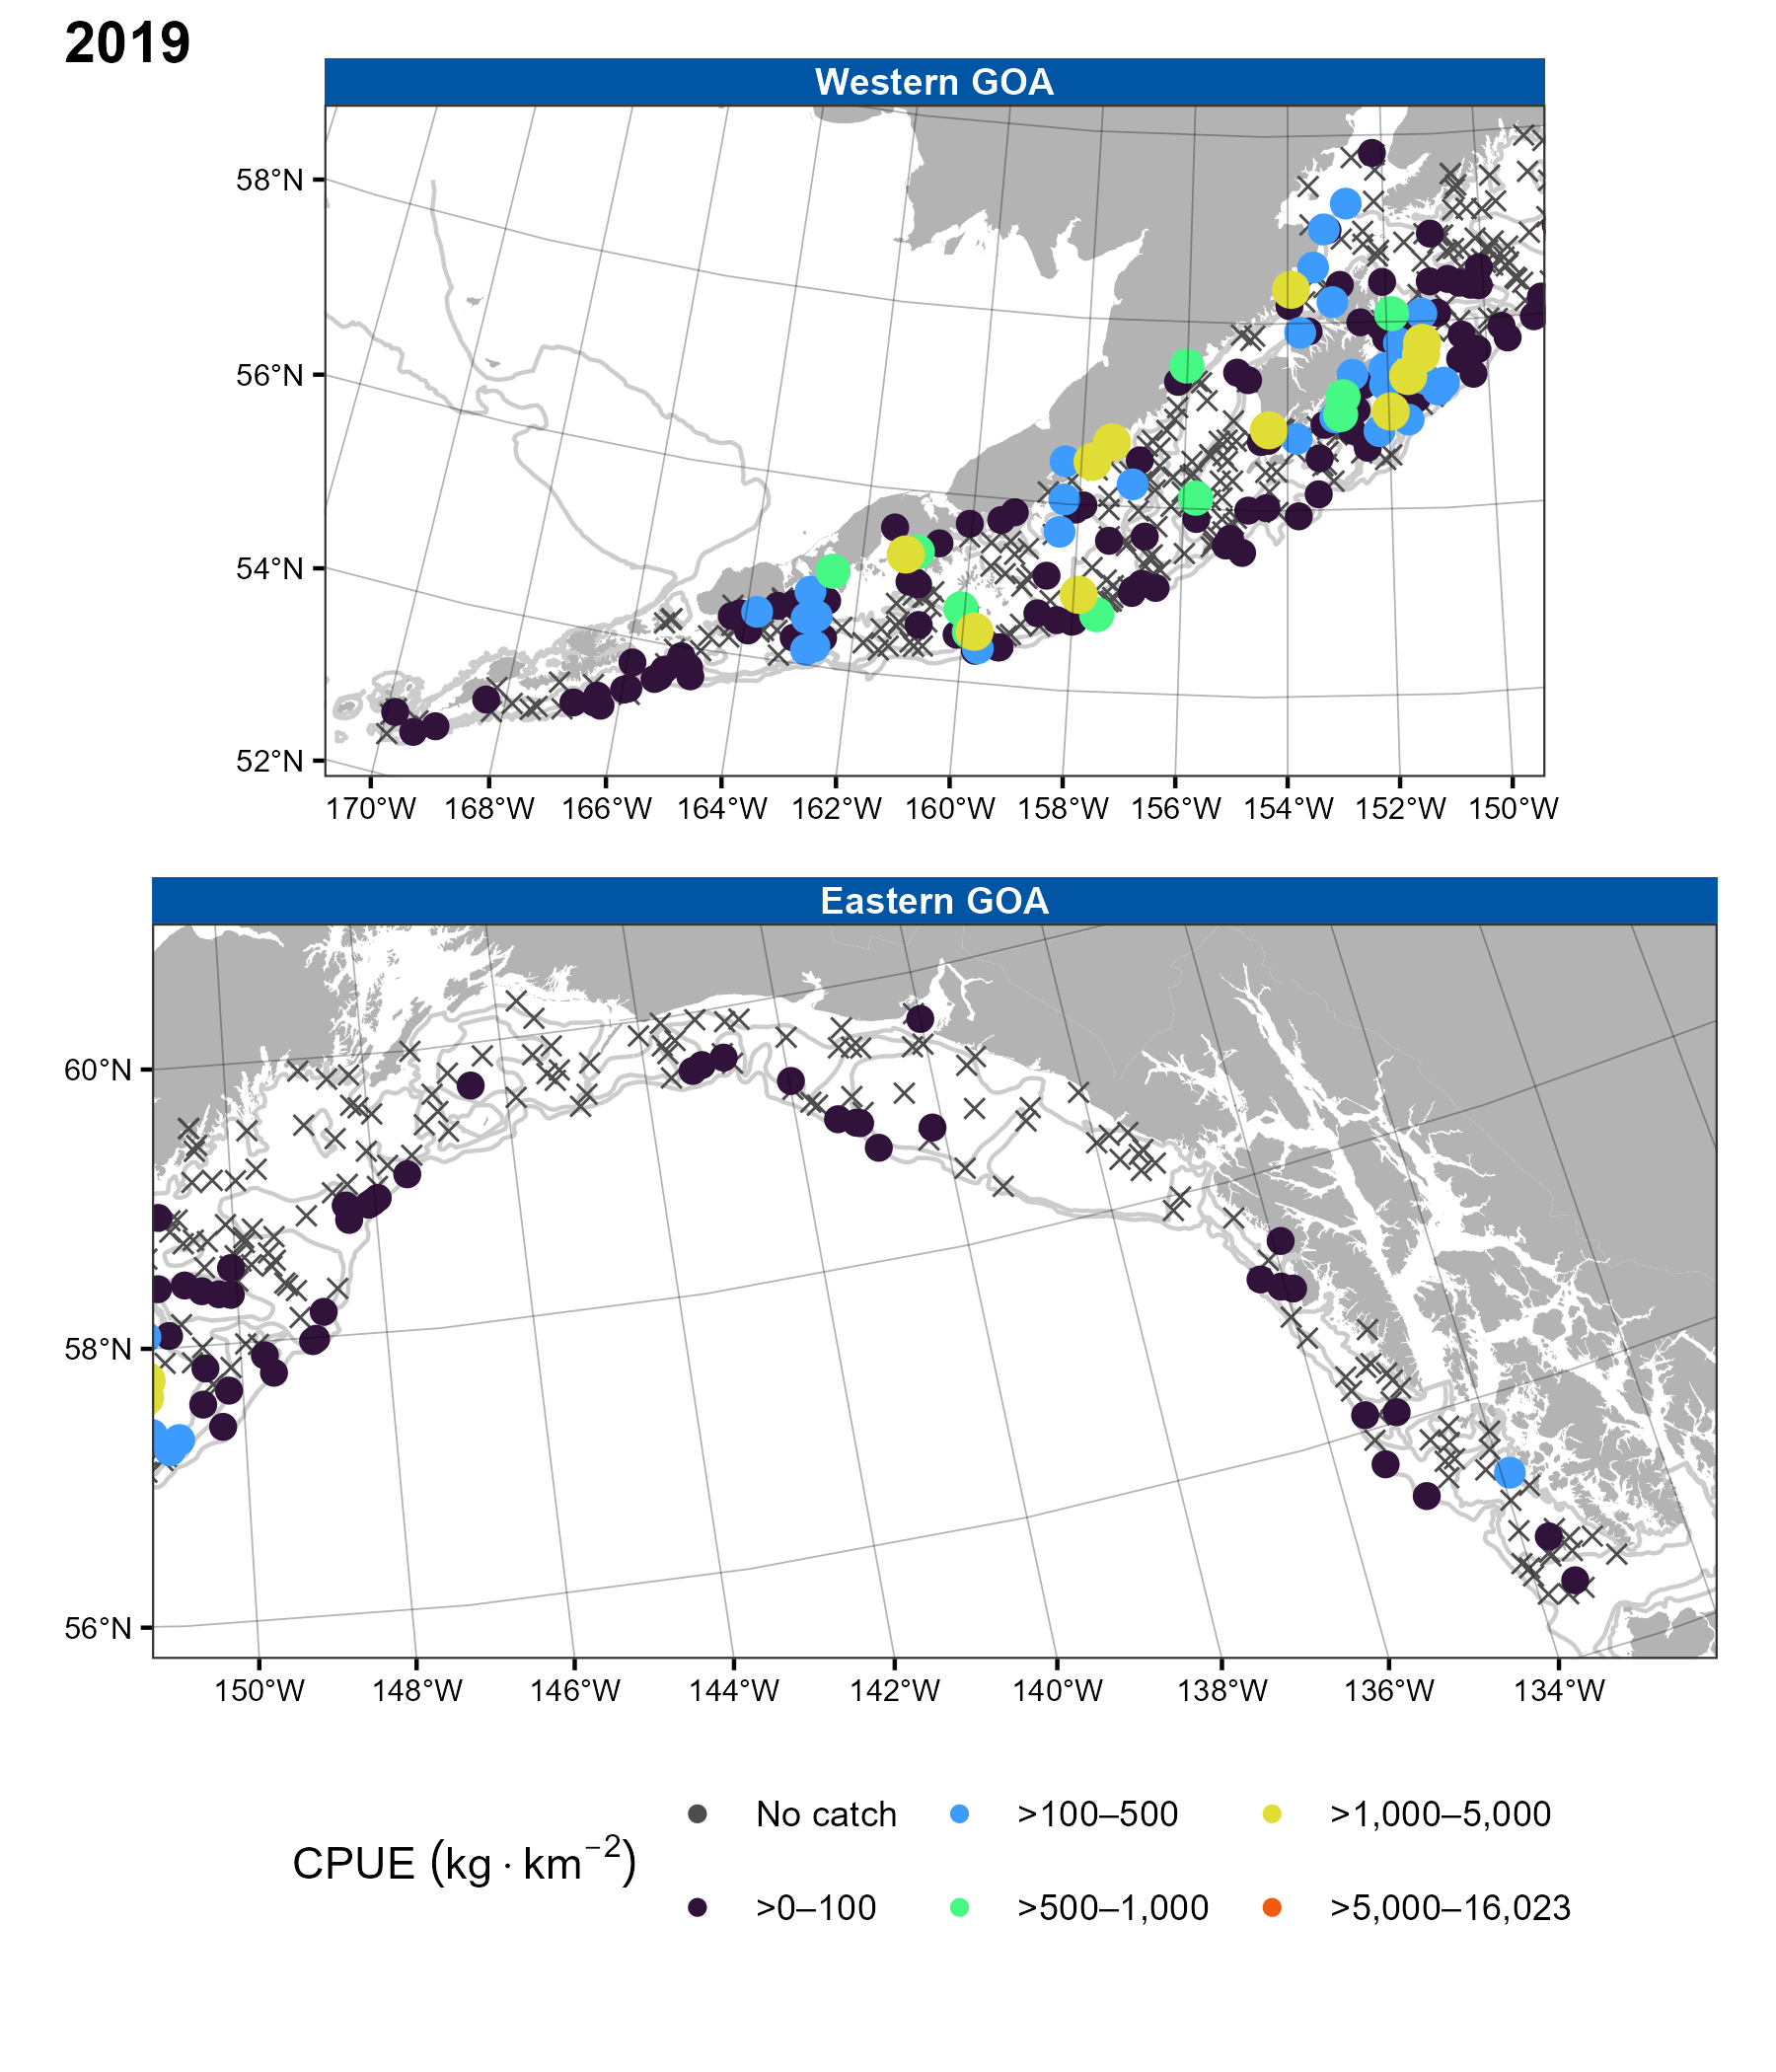 2019
Western GOA
58°N
56°N
54°N
52°N
170°W 168°W 166°W 164°W 162°W 160°W 158°W 156°W 154°W 152°W 150°W
Eastern GOA
60°N
58°N
56°N
150°W 148°W 146°W 144°W 142°W 140°W 138°W 136°W 134°W
CPUE (kg · km⁻²)
No catch >100–500 >1,000–5,000
>0–100 >500–1,000 >5,000–16,023